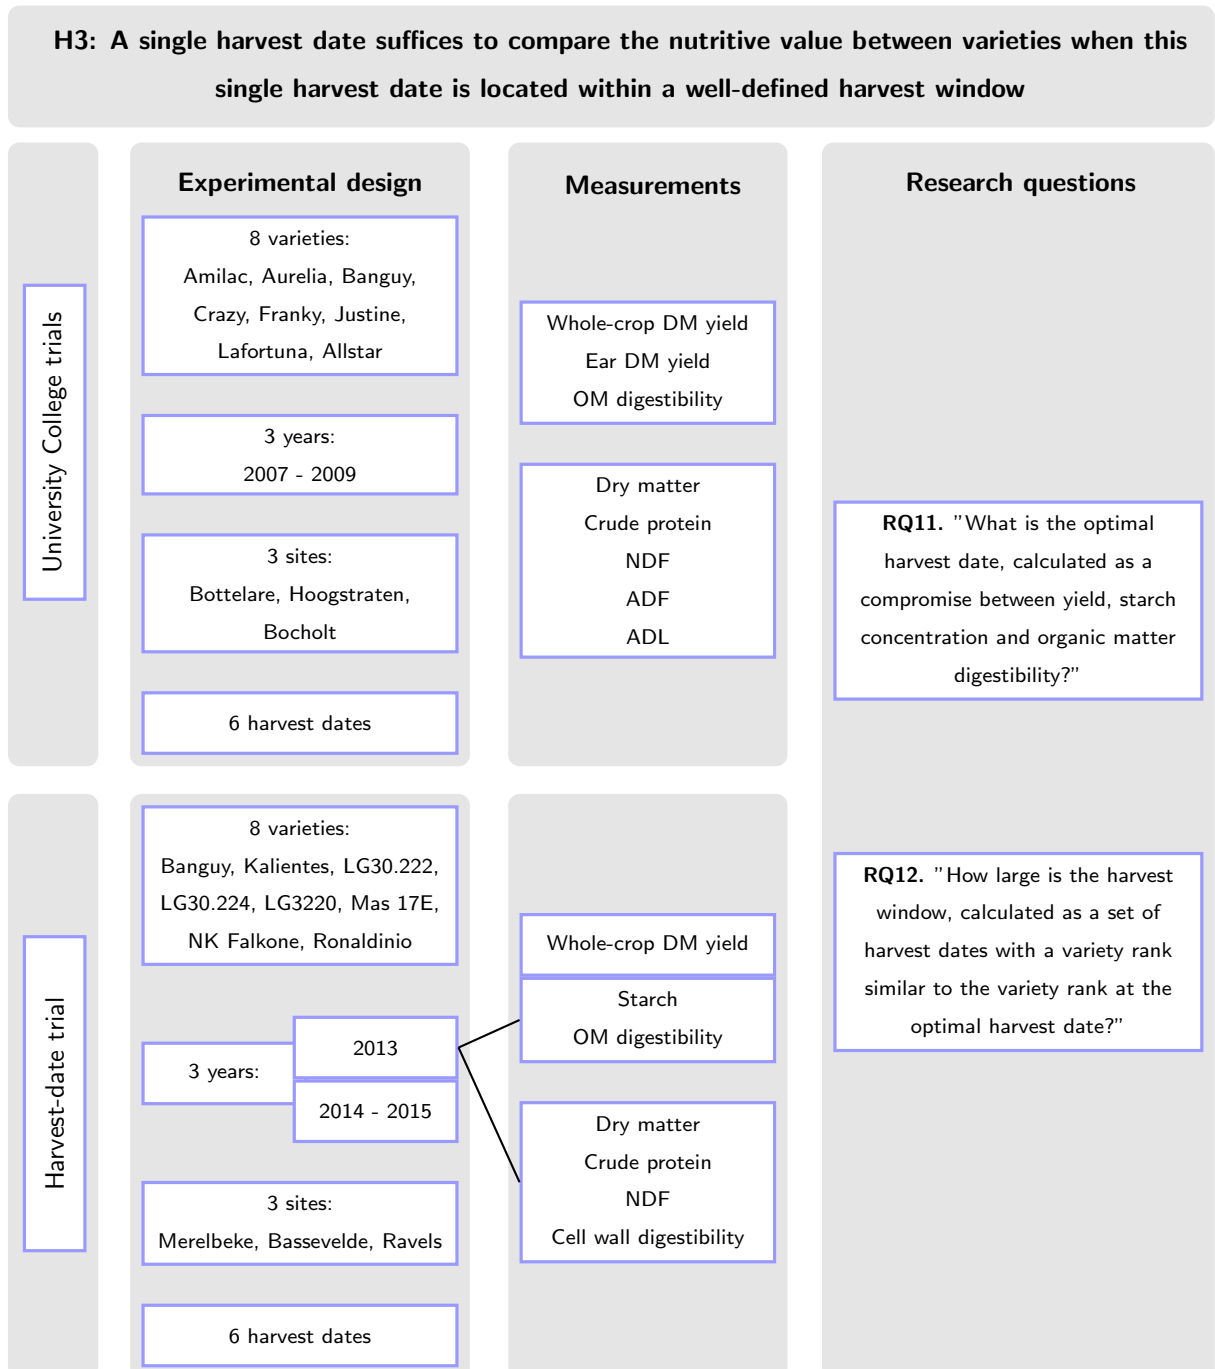 H3: A single harvest date suffices to compare the nutritive value between varieties when this
single harvest date is located within a well-defined harvest window
University College trials
Experimental design
8 varieties:
Amilac, Aurelia, Banguy,
Crazy, Franky, Justine,
Lafortuna, Allstar
3 years:
2007 - 2009
3 sites:
Bottelare, Hoogstraten,
Bocholt
6 harvest dates
Measurements
Whole-crop DM yield
Ear DM yield
OM digestibility
Dry matter
Crude protein
NDF
ADF
ADL
Harvest-date trial
8 varieties:
Banguy, Kalientes, LG30.222,
LG30.224, LG3220, Mas 17E,
NK Falkone, Ronaldinio
3 years:
2013
2014 - 2015
3 sites:
Merelbeke, Bassevelde, Ravels
6 harvest dates
Whole-crop DM yield
Starch
OM digestibility
Dry matter
Crude protein
NDF
Cell wall digestibility
Research questions
RQ11. ”What is the optimal
harvest date, calculated as a
compromise between yield, starch
concentration and organic matter
digestibility?”
RQ12. ”How large is the harvest
window, calculated as a set of
harvest dates with a variety rank
similar to the variety rank at the
optimal harvest date?”